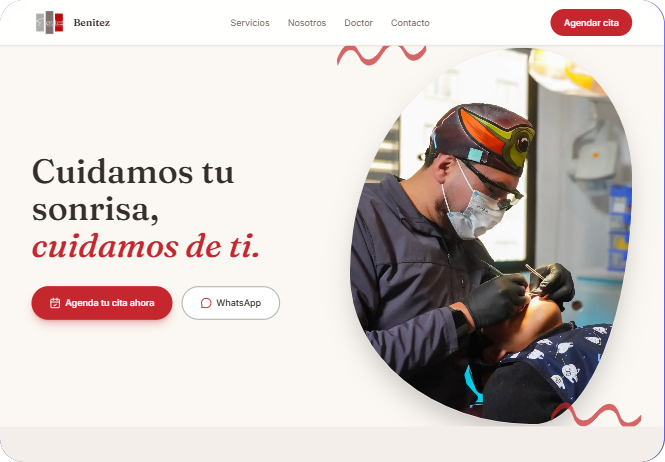 Benitez
Servicios
Nosotros
Doctor
Contacto
Agendar cita
Cuidamos tu
sonrisa,
cuidamos de ti.
Agenda tu cita ahora
WhatsApp